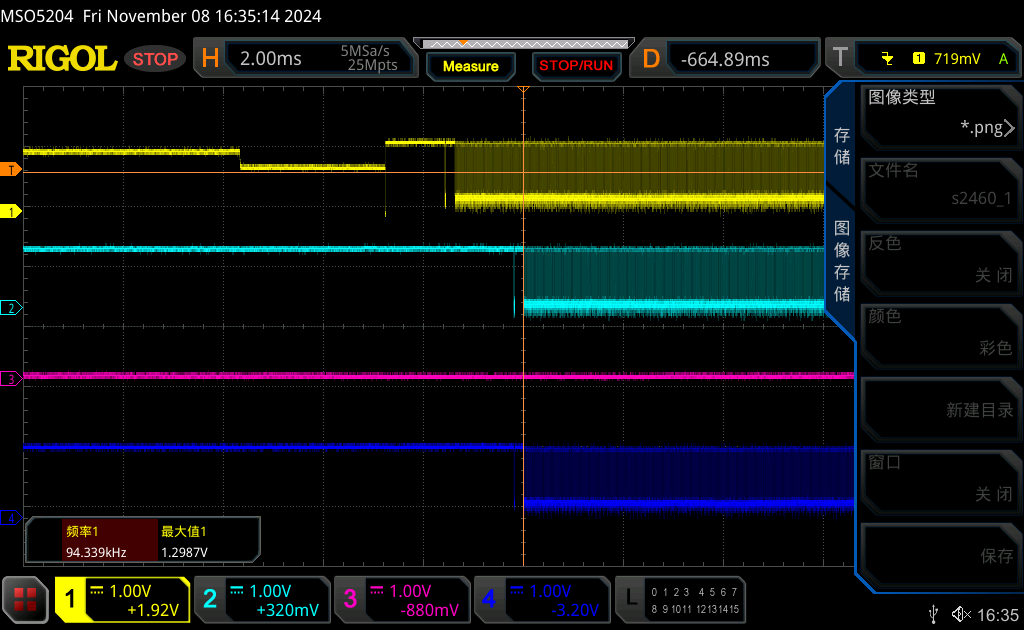 MSO5204 Fri November 08 16:35:14 2024
RIGOL STOP H 2.00ms 5MSa/s 25Mpts Measure STOP/RUN D -664.89ms T 1 719mV A
图像类型
*.png
存储
文件名
s2460_1
图像存储
反色
关闭
颜色
彩色
新建目录
窗口
关闭
保存
T
1
2
3
4
频率1 最大值1
94.339kHz 1.2987V
1 1.00V +1.92V
2 1.00V +320mV
3 1.00V -880mV
4 1.00V -3.20V
L 0 1 2 3 4 5 6 7
8 9 10 11 12 13 14 15
16:35